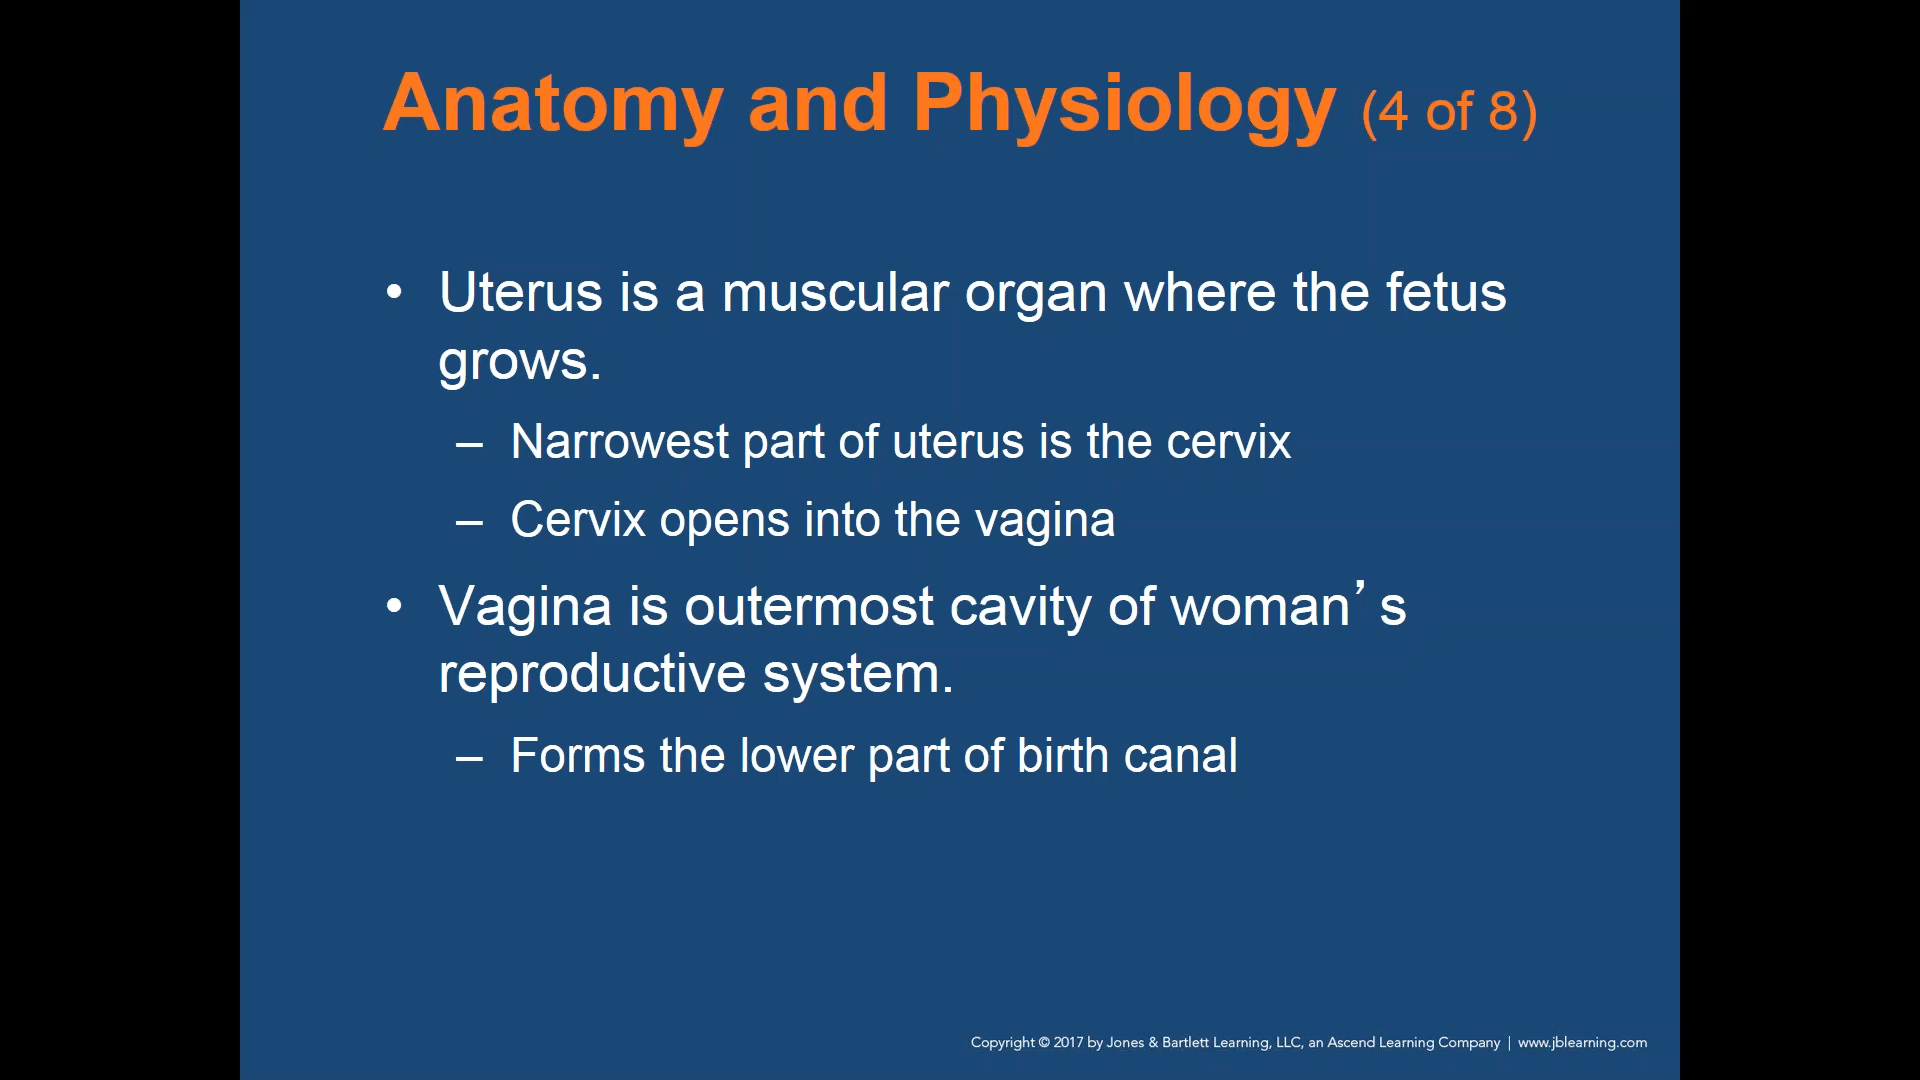 Anatomy and Physiology (4 of 8)
• Uterus is a muscular organ where the fetus
grows.
– Narrowest part of uterus is the cervix
– Cervix opens into the vagina
• Vagina is outermost cavity of woman’s
reproductive system.
– Forms the lower part of birth canal
Copyright © 2017 by Jones & Bartlett Learning, LLC, an Ascend Learning Company | www.jblearning.com